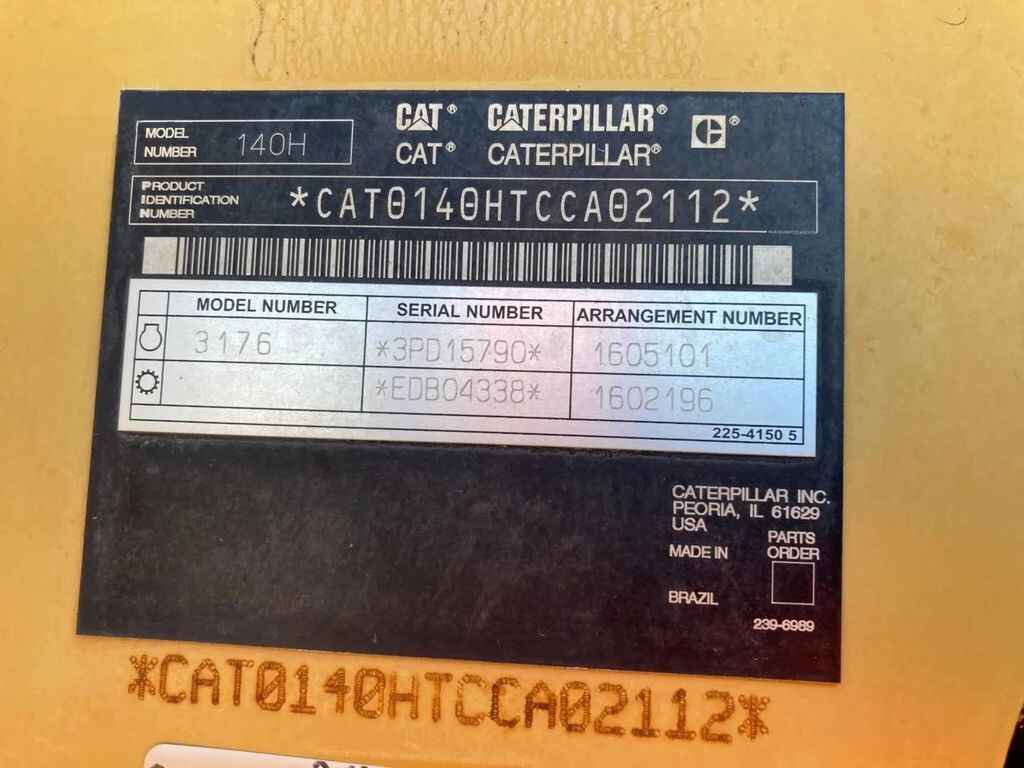 MODEL
NUMBER 140H
CAT® CATERPILLAR® C®
CAT® CATERPILLAR®
PRODUCT
IDENTIFICATION
NUMBER
*CAT0140HTCCA02112*
MODEL NUMBER SERIAL NUMBER ARRANGEMENT NUMBER
3176 *3PD15790* 1605101
*EDB04338* 1602196
225-4150 5
CATERPILLAR INC.
PEORIA, IL 61629
USA
MADE IN
BRAZIL
PARTS
ORDER
239-6989
*CAT0140HTCCA02112*